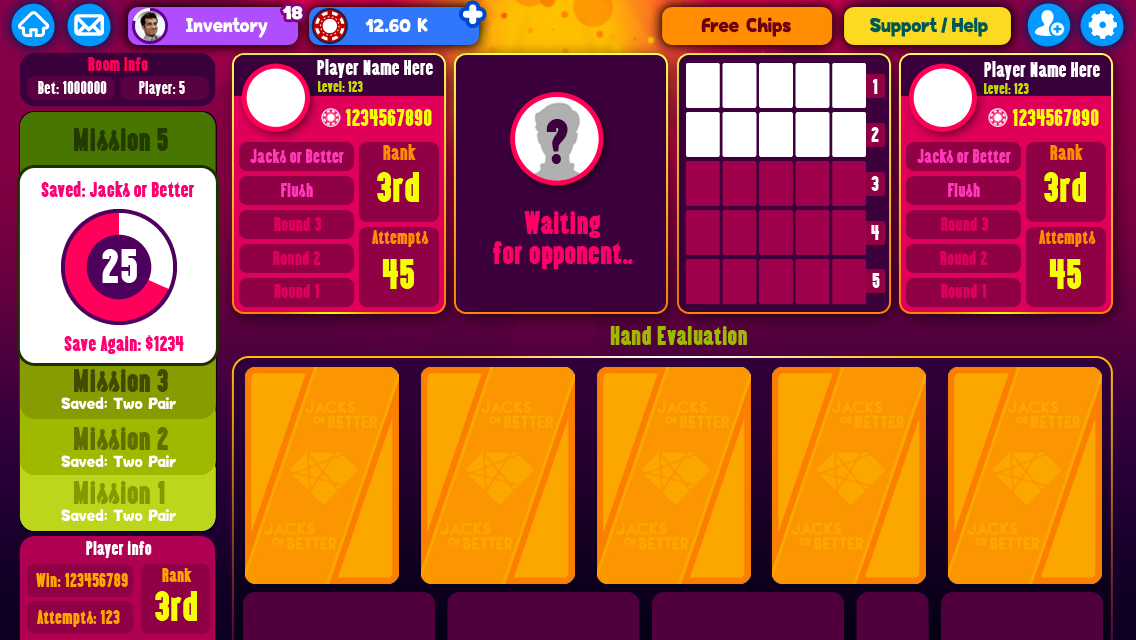 Inventory
18
12.60 K
Free Chips
Support / Help
Room Info
Bet: 1000000
Player: 5
Mission 5
Saved: Jacks or Better
25
Save Again: $1234
Mission 3
Saved: Two Pair
Mission 2
Saved: Two Pair
Mission 1
Saved: Two Pair
Player info
Win: 123456789
Attempts: 123
Rank
3rd
Player Name Here
Level: 123
1234567890
Jacks or Better
Flush
Round 3
Round 2
Round 1
Rank
3rd
Attempts
45
?
Waiting
for opponent..
1
2
3
4
5
Player Name Here
Level: 123
1234567890
Jacks or Better
Flush
Round 3
Round 2
Round 1
Rank
3rd
Attempts
45
Hand Evaluation
JACKS
OR BETTER
JACKS
OR BETTER
JACKS
OR BETTER
JACKS
OR BETTER
JACKS
OR BETTER
JACKS
OR BETTER
JACKS
OR BETTER
JACKS
OR BETTER
JACKS
OR BETTER
JACKS
OR BETTER